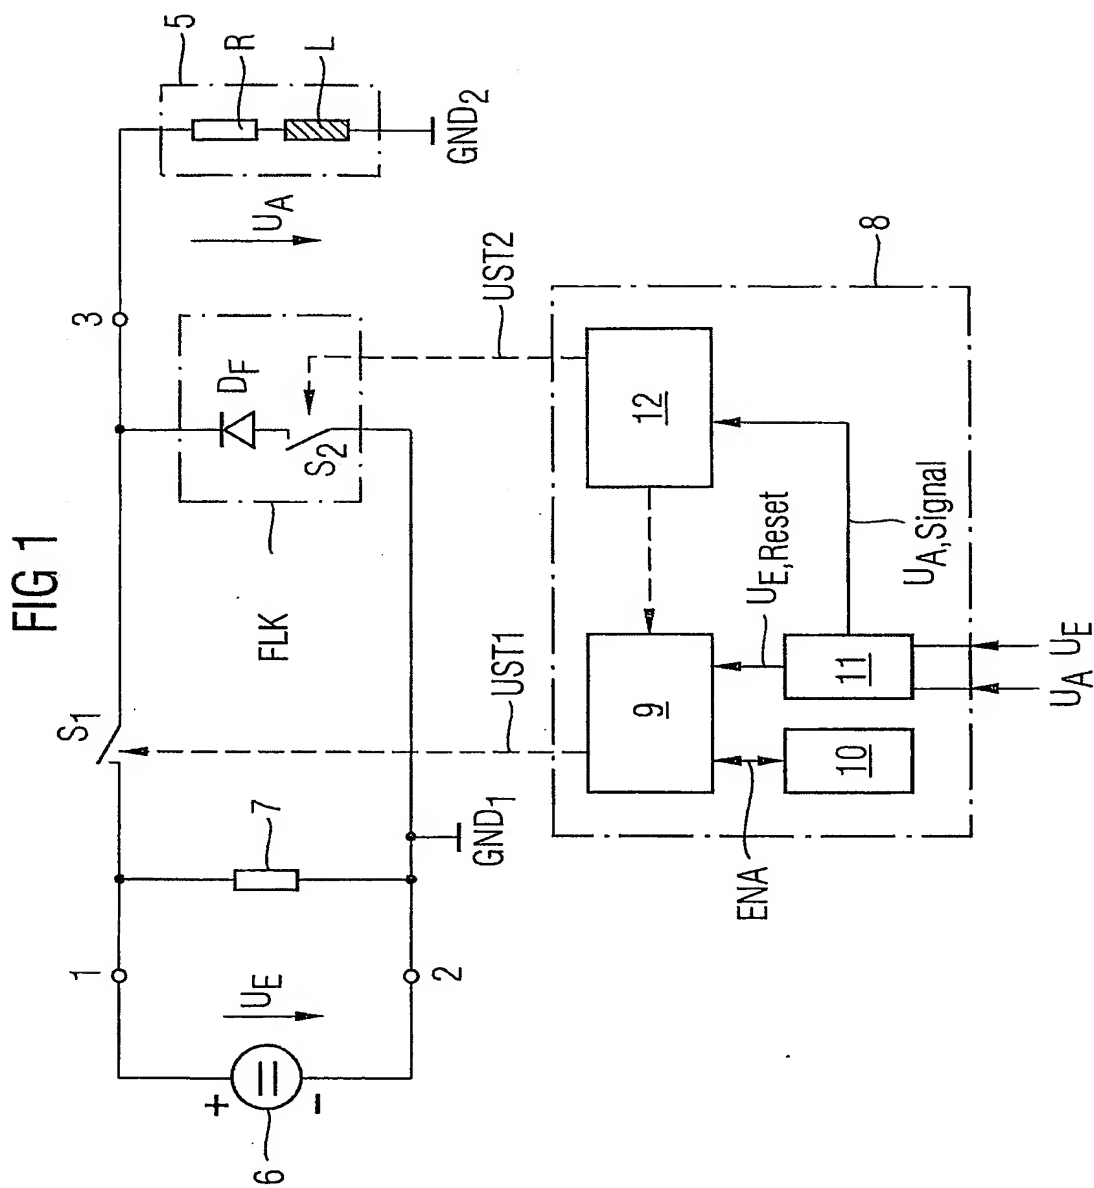 FIG 1
1
2
3
S1
7
6
+
-
UE
GND1
FLK
DF
S2
UA
5
R
L
GND2
UST1
UST2
8
9
10
11
12
ENA
UE,Reset
UA,Signal
UA
UE